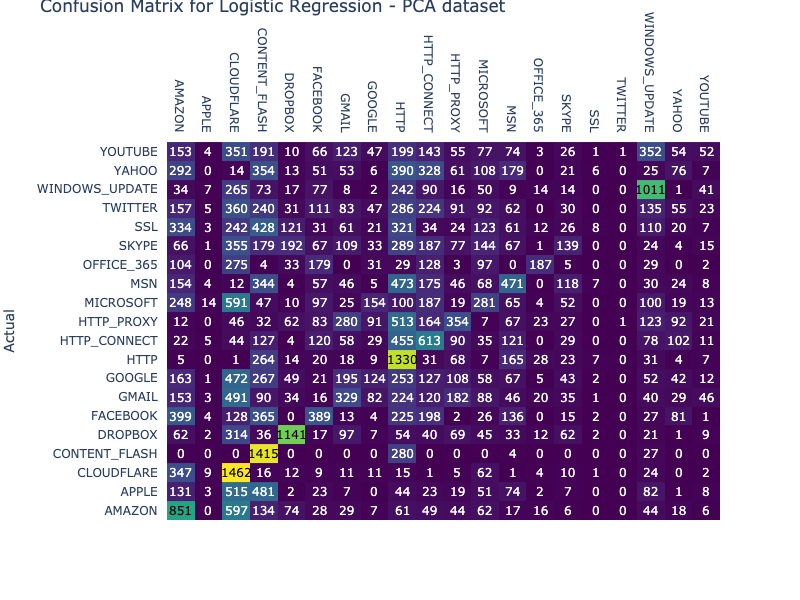 Confusion Matrix for Logistic Regression - PCA dataset
AMAZON APPLE CLOUDFLARE CONTENT_FLASH DROPBOX FACEBOOK GMAIL GOOGLE HTTP HTTP_CONNECT HTTP_PROXY MICROSOFT MSN OFFICE_365 SKYPE SSL TWITTER WINDOWS_UPDATE YAHOO YOUTUBE
Actual
YOUTUBE 153 4 351 191 10 66 123 47 199 143 55 77 74 3 26 1 1 352 54 52
YAHOO 292 0 14 354 13 51 53 6 390 328 61 108 179 0 21 6 0 25 76 7
WINDOWS_UPDATE 34 7 265 73 17 77 8 2 242 90 16 50 9 14 14 0 0 1011 1 41
TWITTER 157 5 360 240 31 111 83 47 286 224 91 92 62 0 30 0 0 135 55 23
SSL 334 3 242 428 121 31 61 21 321 34 24 123 61 12 26 8 0 110 20 7
SKYPE 66 1 355 179 192 67 109 33 289 187 77 144 67 1 139 0 0 24 4 15
OFFICE_365 104 0 275 4 33 179 0 31 29 128 3 97 0 187 5 0 0 29 0 2
MSN 154 4 12 344 4 57 46 5 473 175 46 68 471 0 118 7 0 30 24 8
MICROSOFT 248 14 591 47 10 97 25 154 100 187 19 281 65 4 52 0 0 100 19 13
HTTP_PROXY 12 0 46 32 62 83 280 91 513 164 354 7 67 23 27 0 1 123 92 21
HTTP_CONNECT 22 5 44 127 4 120 58 29 455 613 90 35 121 0 29 0 0 78 102 11
HTTP 5 0 1 264 14 20 18 9 1330 31 68 7 165 28 23 7 0 31 4 7
GOOGLE 163 1 472 267 49 21 195 124 253 127 108 58 67 5 43 2 0 52 42 12
GMAIL 153 3 491 90 34 16 329 82 224 120 182 88 46 20 35 1 0 40 29 46
FACEBOOK 399 4 128 365 0 389 13 4 225 198 2 26 136 0 15 2 0 27 81 1
DROPBOX 62 2 314 36 1141 17 97 7 54 40 69 45 33 12 62 2 0 21 1 9
CONTENT_FLASH 0 0 0 1415 0 0 0 0 280 0 0 0 4 0 0 0 0 27 0 0
CLOUDFLARE 347 9 1462 16 12 9 11 11 15 1 5 62 1 4 10 1 0 24 0 2
APPLE 131 3 515 481 2 23 7 0 44 23 19 51 74 2 7 0 0 82 1 8
AMAZON 851 0 597 134 74 28 29 7 61 49 44 62 17 16 6 0 0 44 18 6